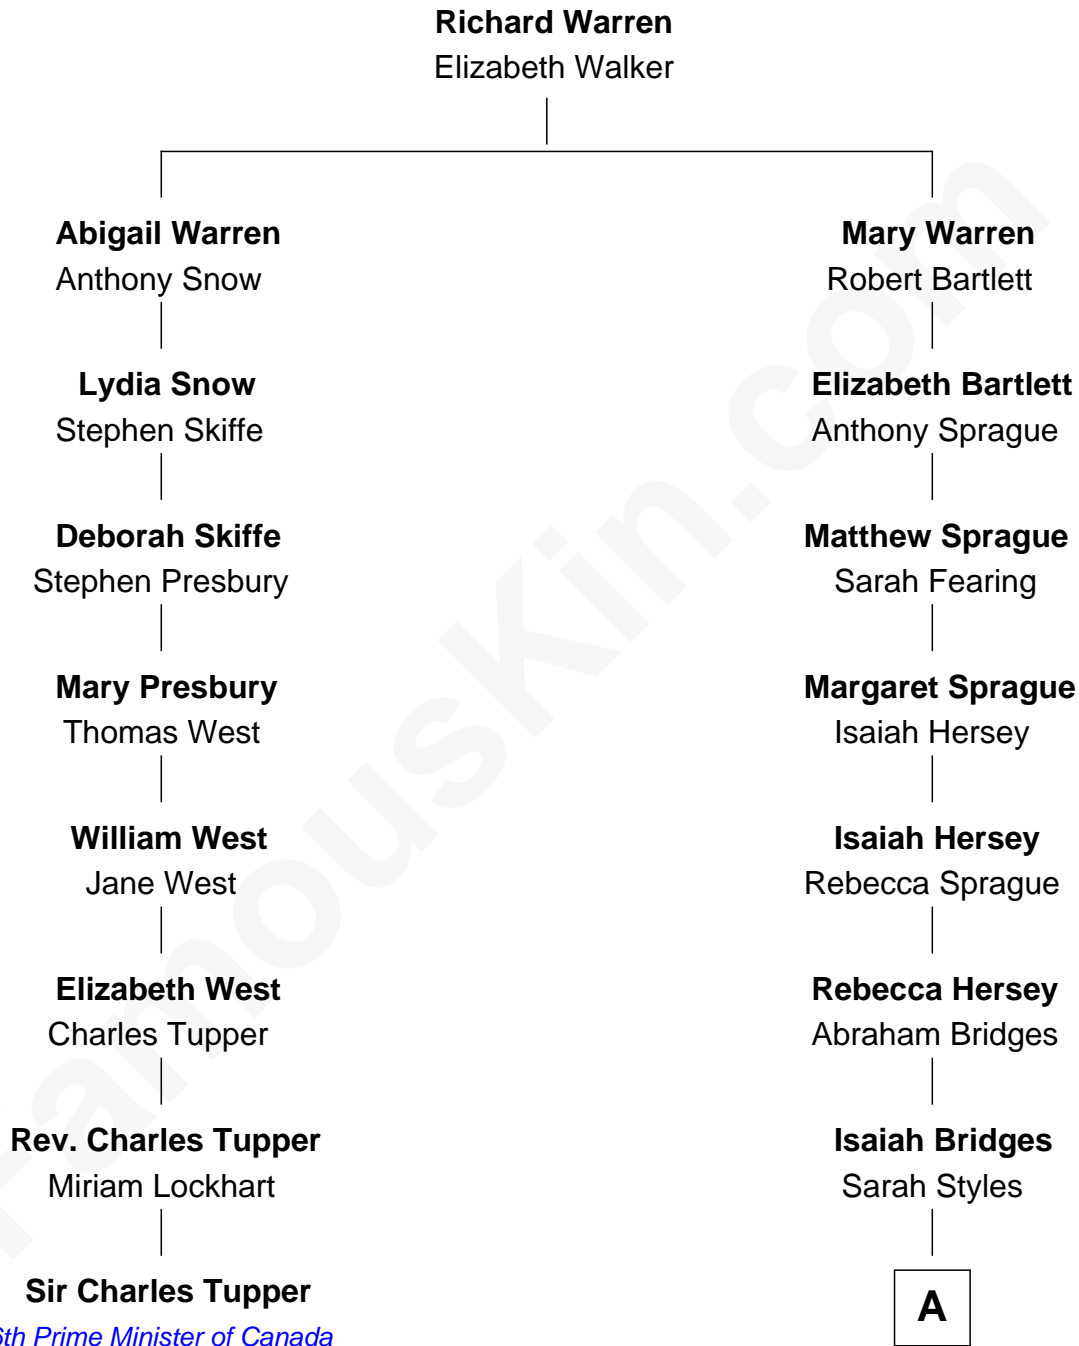 Richard Warren
Elizabeth Walker
Abigail Warren
Anthony Snow
Mary Warren
Robert Bartlett
Lydia Snow
Stephen Skiffe
Elizabeth Bartlett
Anthony Sprague
Deborah Skiffe
Stephen Presbury
Matthew Sprague
Sarah Fearing
Mary Presbury
Thomas West
Margaret Sprague
Isaiah Hersey
William West
Jane West
Isaiah Hersey
Rebecca Sprague
Elizabeth West
Charles Tupper
Rebecca Hersey
Abraham Bridges
Rev. Charles Tupper
Miriam Lockhart
Isaiah Bridges
Sarah Styles
Sir Charles Tupper
6th Prime Minister of Canada
A
FamousKin.com